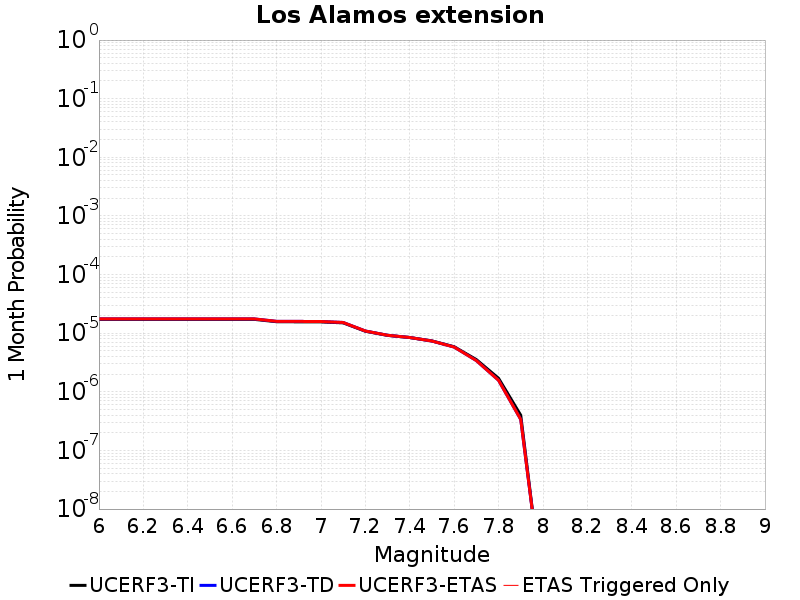 Los Alamos extension
10^0
10^-1
10^-2
10^-3
10^-4
10^-5
10^-6
10^-7
10^-8
1 Month Probability
6 6.2 6.4 6.6 6.8 7 7.2 7.4 7.6 7.8 8 8.2 8.4 8.6 8.8 9
Magnitude
UCERF3-TI UCERF3-TD UCERF3-ETAS ETAS Triggered Only